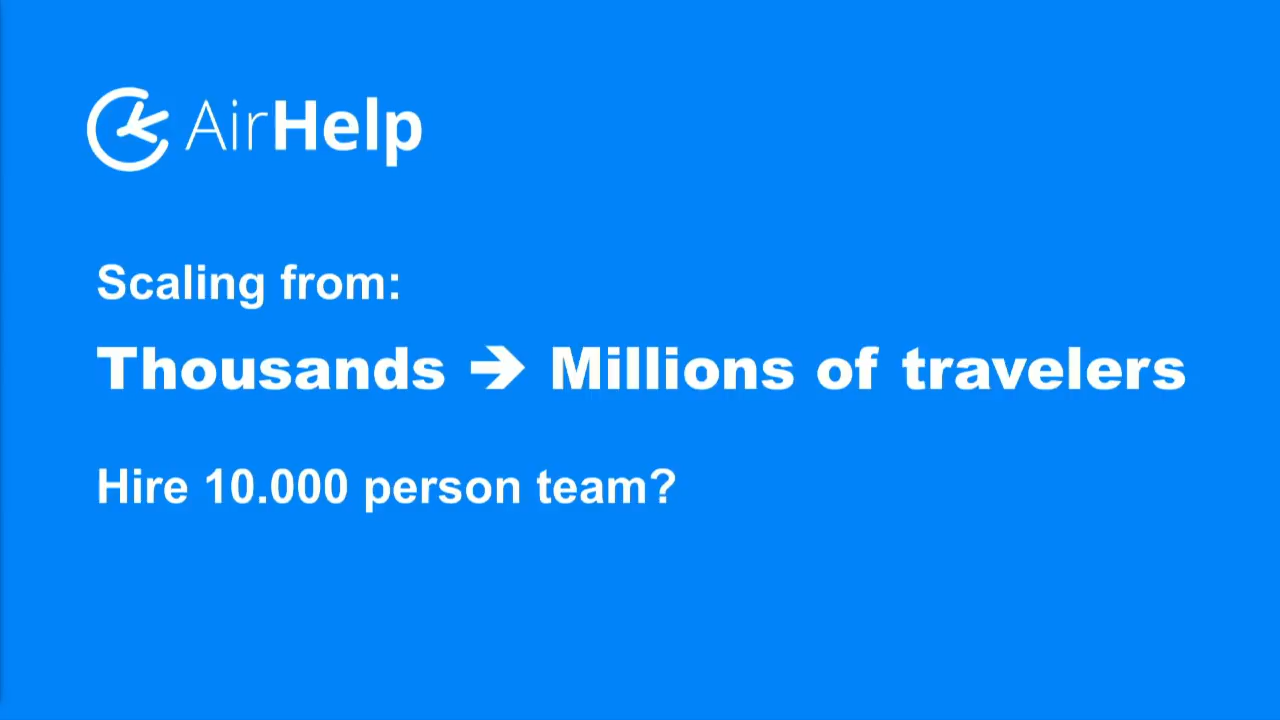 AirHelp
Scaling from:
Thousands → Millions of travelers
Hire 10.000 person team?